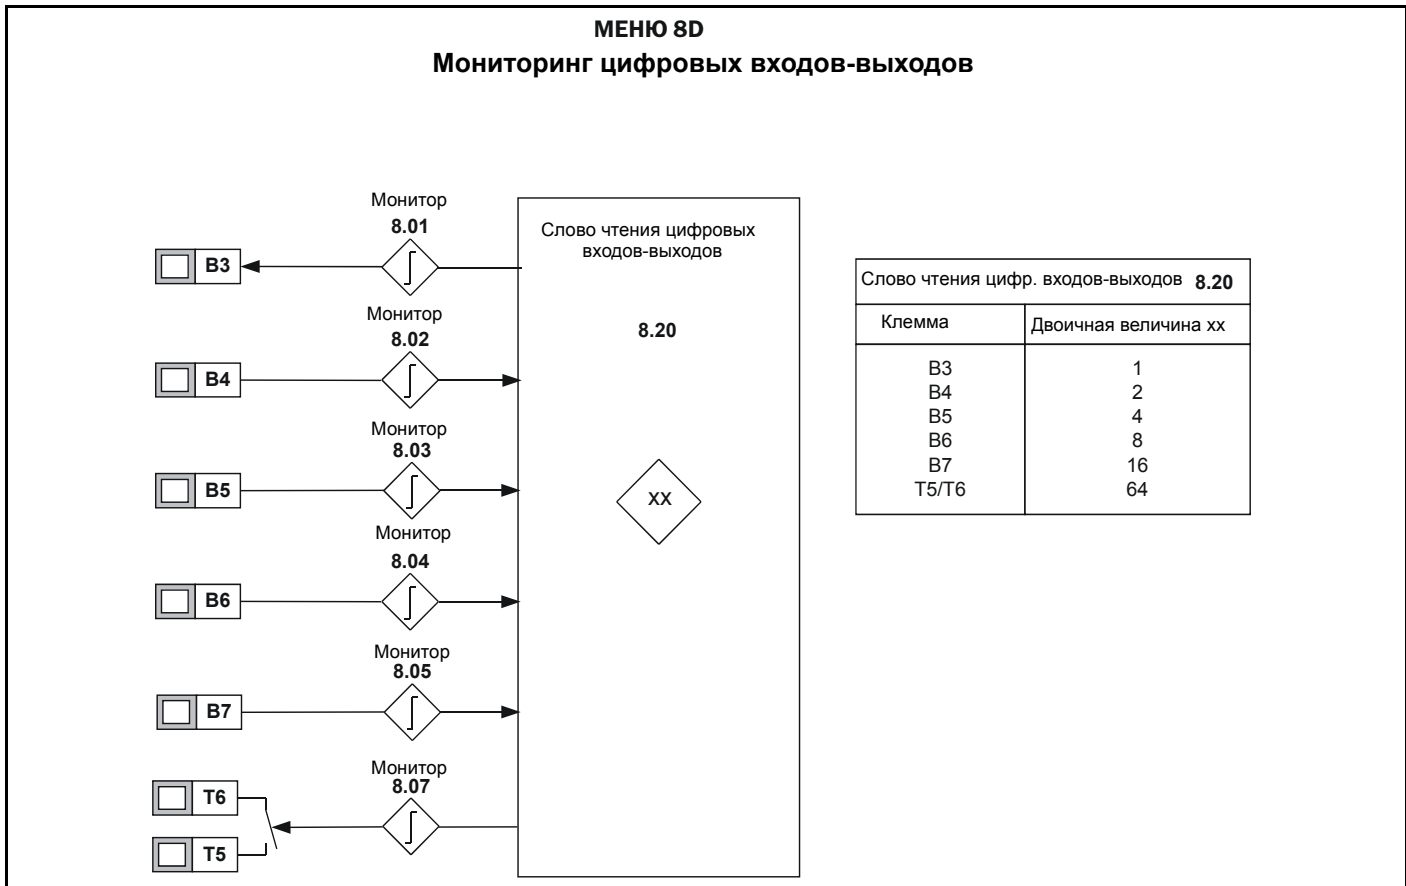 МЕНЮ 8D
Мониторинг цифровых входов-выходов
Монитор
8.01
B3
Монитор
8.02
B4
Монитор
8.03
B5
Монитор
8.04
B6
Монитор
8.05
B7
Монитор
8.07
T6
T5
Слово чтения цифровых
входов-выходов
8.20
XX
Слово чтения цифр. входов-выходов 8.20
Клемма Двоичная величина xx
B3 1
B4 2
B5 4
B6 8
B7 16
T5/T6 64